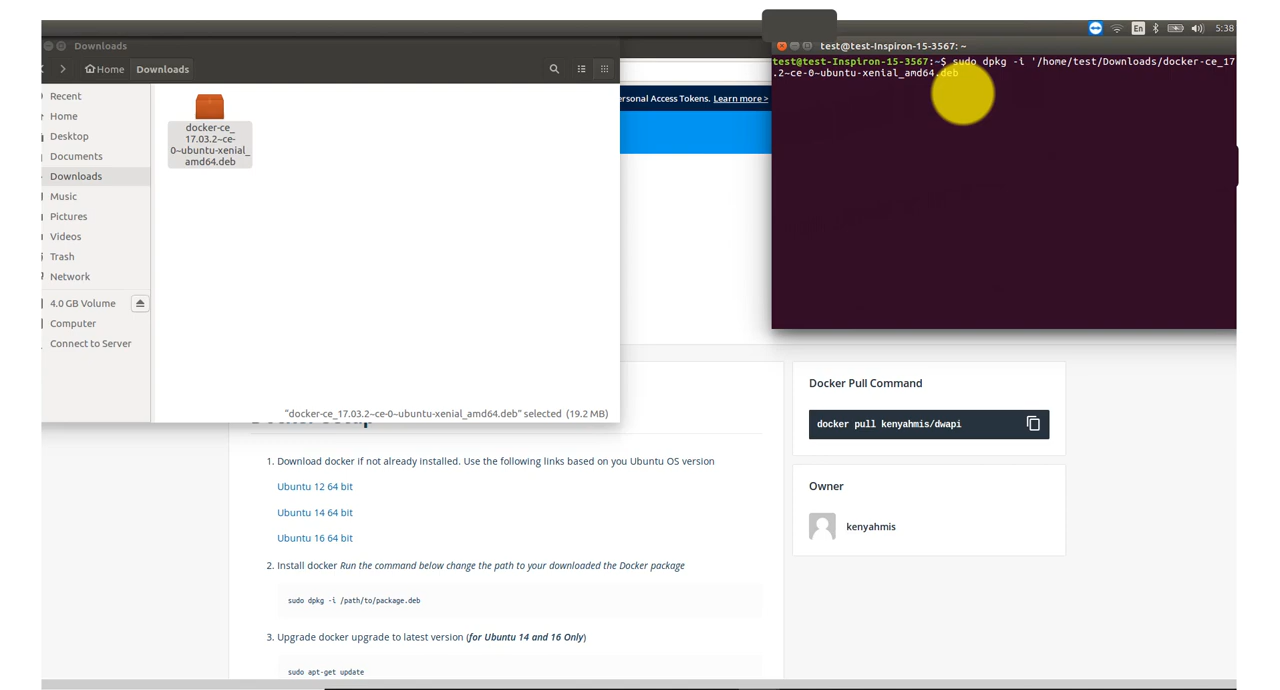 5:38
En
Downloads
Home
Downloads
Recent
Home
Desktop
Documents
Downloads
Music
Pictures
Videos
Trash
Network
4.0 GB Volume
Computer
Connect to Server
docker-ce_
17.03.2~ce-
0~ubuntu-xenial_
amd64.deb
"docker-ce_17.03.2~ce-0~ubuntu-xenial_amd64.deb" selected (19.2 MB)
ersonal Access Tokens. Learn more >
test@test-Inspiron-15-3567: ~
test@test-Inspiron-15-3567:~$ sudo dpkg -i '/home/test/Downloads/docker-ce_17
.2~ce-0~ubuntu-xenial_amd64.deb
Docker Setup
1. Download docker if not already installed. Use the following links based on you Ubuntu OS version
Ubuntu 12 64 bit
Ubuntu 14 64 bit
Ubuntu 16 64 bit
2. Install docker Run the command below change the path to your downloaded the Docker package
sudo dpkg -i /path/to/package.deb
3. Upgrade docker upgrade to latest version (for Ubuntu 14 and 16 Only)
sudo apt-get update
Docker Pull Command
docker pull kenyahmis/dwapi
Owner
kenyahmis